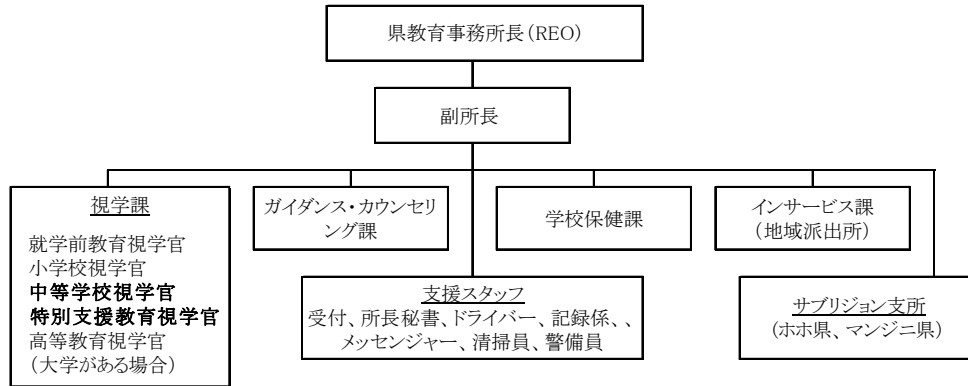 県教育事務所長(REO)
副所長
視学課
就学前教育視学官
小学校視学官
中等学校視学官
特別支援教育視学官
高等教育視学官
(大学がある場合)
ガイダンス・カウンセリ
ング課
学校保健課
インサービス課
(地域派出所)
支援スタッフ
受付、所長秘書、ドライバー、記録係、、
メッセンジャー、清掃員、警備員
サブリジョン支所
(ホホ県、マンジニ県)